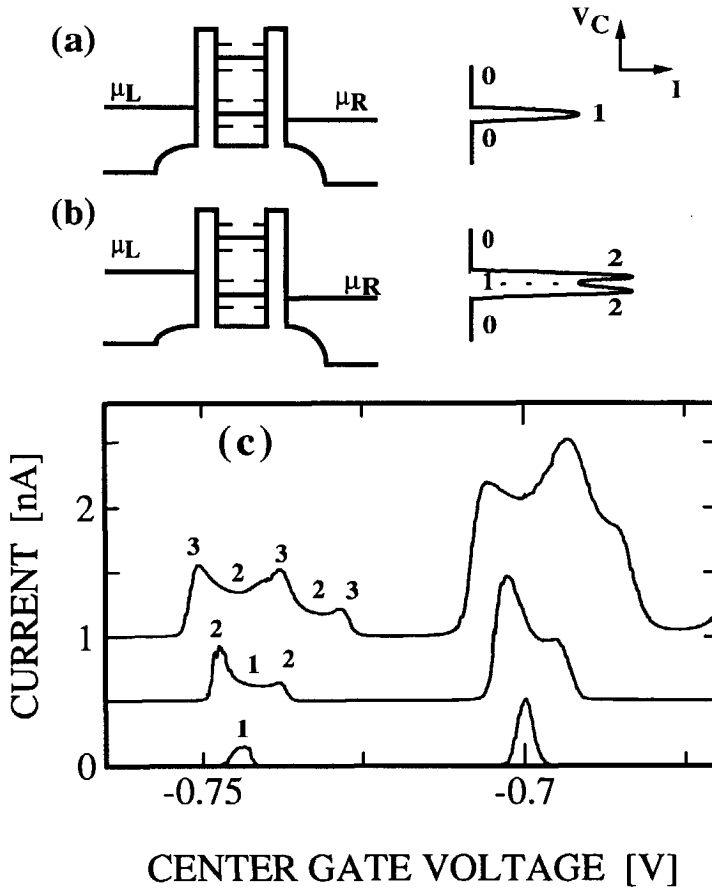 (a)
μL
μR
0
1
0
VC
I
(b)
μL
μR
0
2
1
2
0
(c)
CURRENT [nA]
2
1
0
3 2 3 2 3
2 1 2
1
-0.75 -0.7
CENTER GATE VOLTAGE [V]